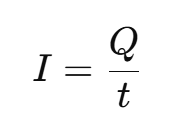 I = Q/t